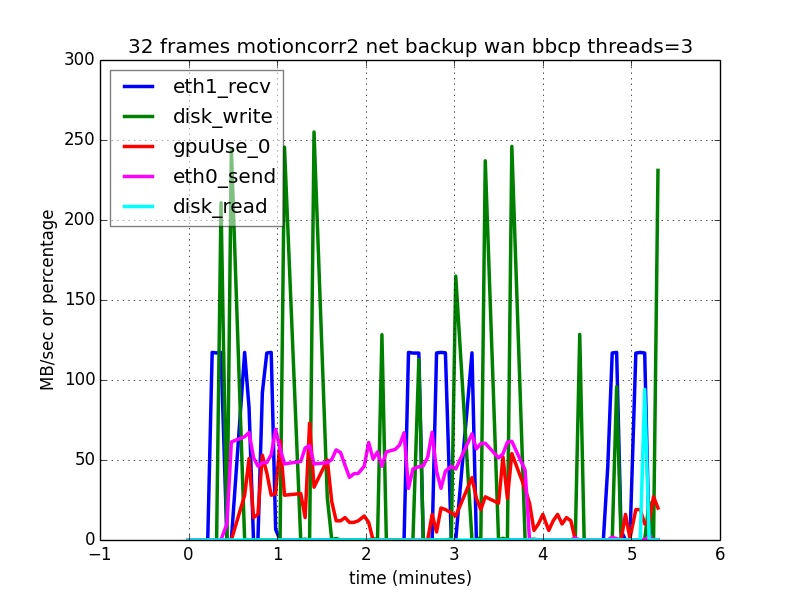 32 frames motioncorr2 net backup wan bbcp threads=3
300
250
200
150
100
50
0
MB/sec or percentage
eth1_recv
disk_write
gpuUse_0
eth0_send
disk_read
−1 0 1 2 3 4 5 6
time (minutes)